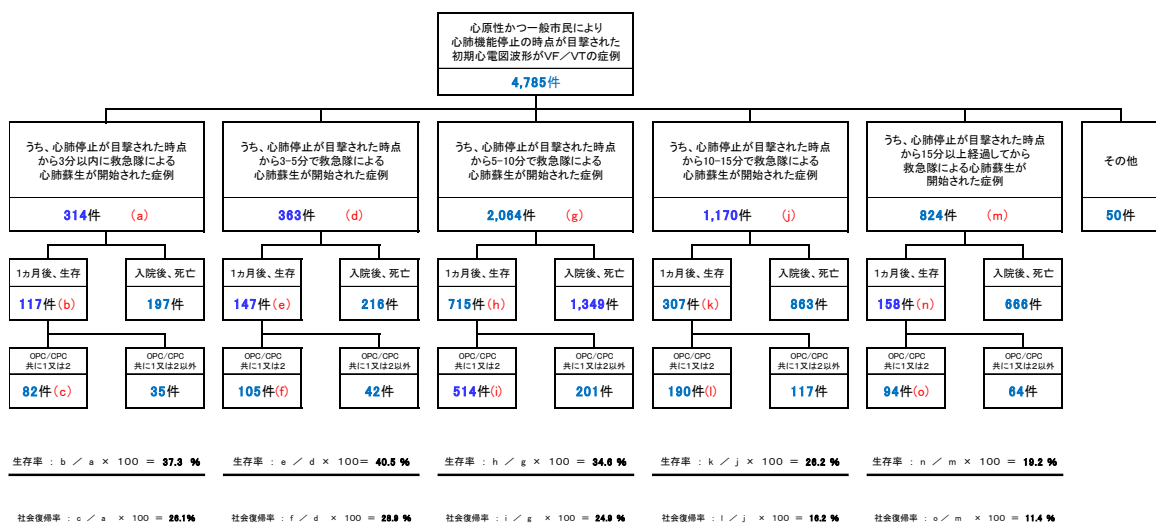 心原性かつ一般市民により
心肺機能停止の時点が目撃された
初期心電図波形がVF／VTの症例
4,785件
うち、心肺停止が目撃された時点
から3分以内に救急隊による
心肺蘇生が開始された症例
314件 (a)
うち、心肺停止が目撃された時点
から3-5分で救急隊による
心肺蘇生が開始された症例
363件 (d)
うち、心肺停止が目撃された時点
から5-10分で救急隊による
心肺蘇生が開始された症例
2,064件 (g)
うち、心肺停止が目撃された時点
から10-15分で救急隊による
心肺蘇生が開始された症例
1,170件 (j)
うち、心肺停止が目撃された時点
から15分以上経過してから
救急隊による心肺蘇生が
開始された症例
824件 (m)
その他
50件
1ヵ月後、生存
117件(b)
入院後、死亡
197件
1ヵ月後、生存
147件(e)
入院後、死亡
216件
1ヵ月後、生存
715件(h)
入院後、死亡
1,349件
1ヵ月後、生存
307件(k)
入院後、死亡
863件
1ヵ月後、生存
158件(n)
入院後、死亡
666件
OPC/CPC
共に1又は2
82件(c)
OPC/CPC
共に1又は2以外
35件
OPC/CPC
共に1又は2
105件(f)
OPC/CPC
共に1又は2以外
42件
OPC/CPC
共に1又は2
514件(i)
OPC/CPC
共に1又は2以外
201件
OPC/CPC
共に1又は2
190件(l)
OPC/CPC
共に1又は2以外
117件
OPC/CPC
共に1又は2
94件(o)
OPC/CPC
共に1又は2以外
64件
生存率 : b ／ a × 100 = 37.3 %
生存率 : e ／ d × 100= 40.5 %
生存率 : h ／ g × 100 = 34.6 %
生存率 : k ／ j × 100 = 26.2 %
生存率 : n ／ m × 100 = 19.2 %
社会復帰率 : c ／ a × 100 = 26.1%
社会復帰率 : f ／ d × 100 = 28.9 %
社会復帰率 : i ／ g × 100 = 24.9 %
社会復帰率 : l ／ j × 100 = 16.2 %
社会復帰率 : o ／ m × 100 = 11.4 %